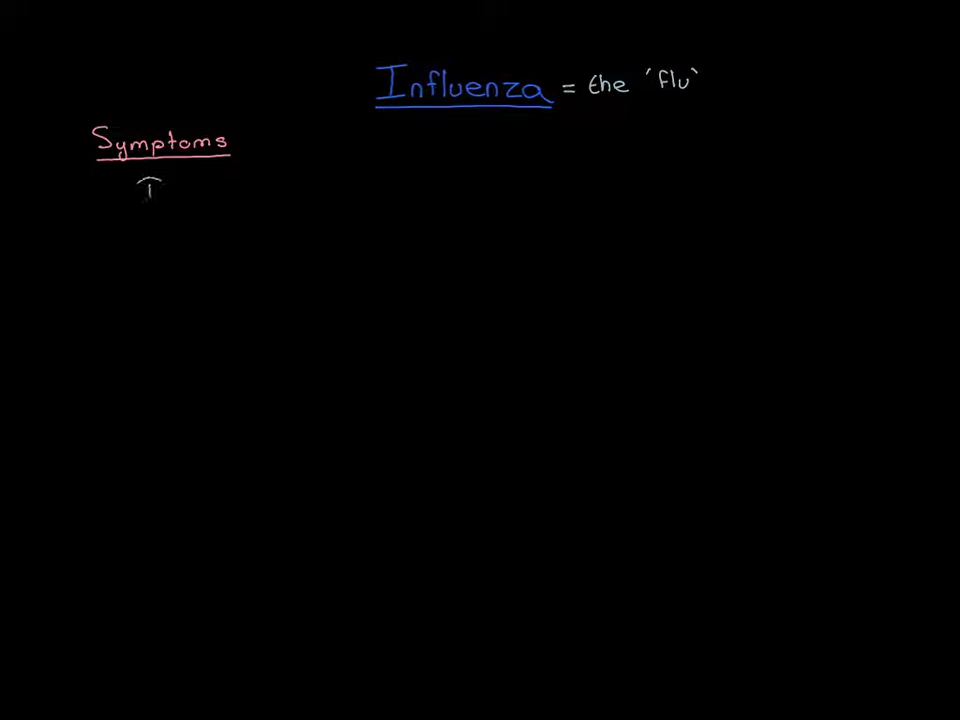 Influenza = the 'flu'
Symptoms